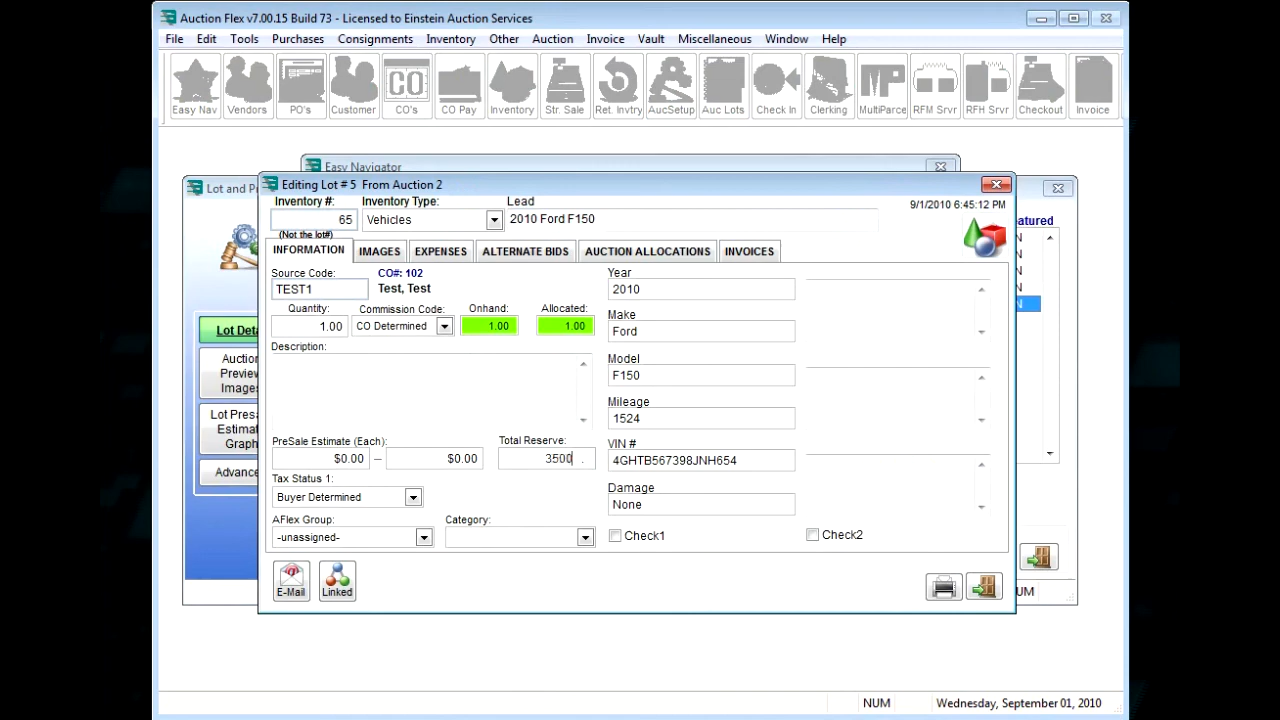 Auction Flex v7.00.15 Build 73 - Licensed to Einstein Auction Services
File Edit Tools Purchases Consignments Inventory Other Auction Invoice Vault Miscellaneous Window Help
Easy Nav Vendors PO's Customer CO's CO Pay Inventory Str. Sale Ret. Invtry AucSetup Auc Lots Check In Clerking MultiParce RFM Srvr RFH Srvr Checkout Invoice
CO
MP
Easy Navigator
Lot and Pr
Editing Lot # 5 From Auction 2
Inventory #: Inventory Type: Lead
9/1/2010 6:45:12 PM
65 Vehicles 2010 Ford F150
(Not the lot#)
atured
INFORMATION IMAGES EXPENSES ALTERNATE BIDS AUCTION ALLOCATIONS INVOICES
Source Code: CO#: 102
TEST1 Test, Test
Quantity: Commission Code: Onhand: Allocated:
1.00 CO Determined 1.00 1.00
Description:
PreSale Estimate (Each): Total Reserve:
$0.00 – $0.00 3500 .
Tax Status 1:
Buyer Determined
AFlex Group: Category:
-unassigned-
Year
2010
Make
Ford
Model
F150
Mileage
1524
VIN #
4GHTB567398JNH654
Damage
None
Check1 Check2
E-Mail Linked
Lot Deta
Auction
Preview
Images
Lot Presa
Estimat
Graph
Advanc
N
N
N
N
N
UM
NUM Wednesday, September 01, 2010